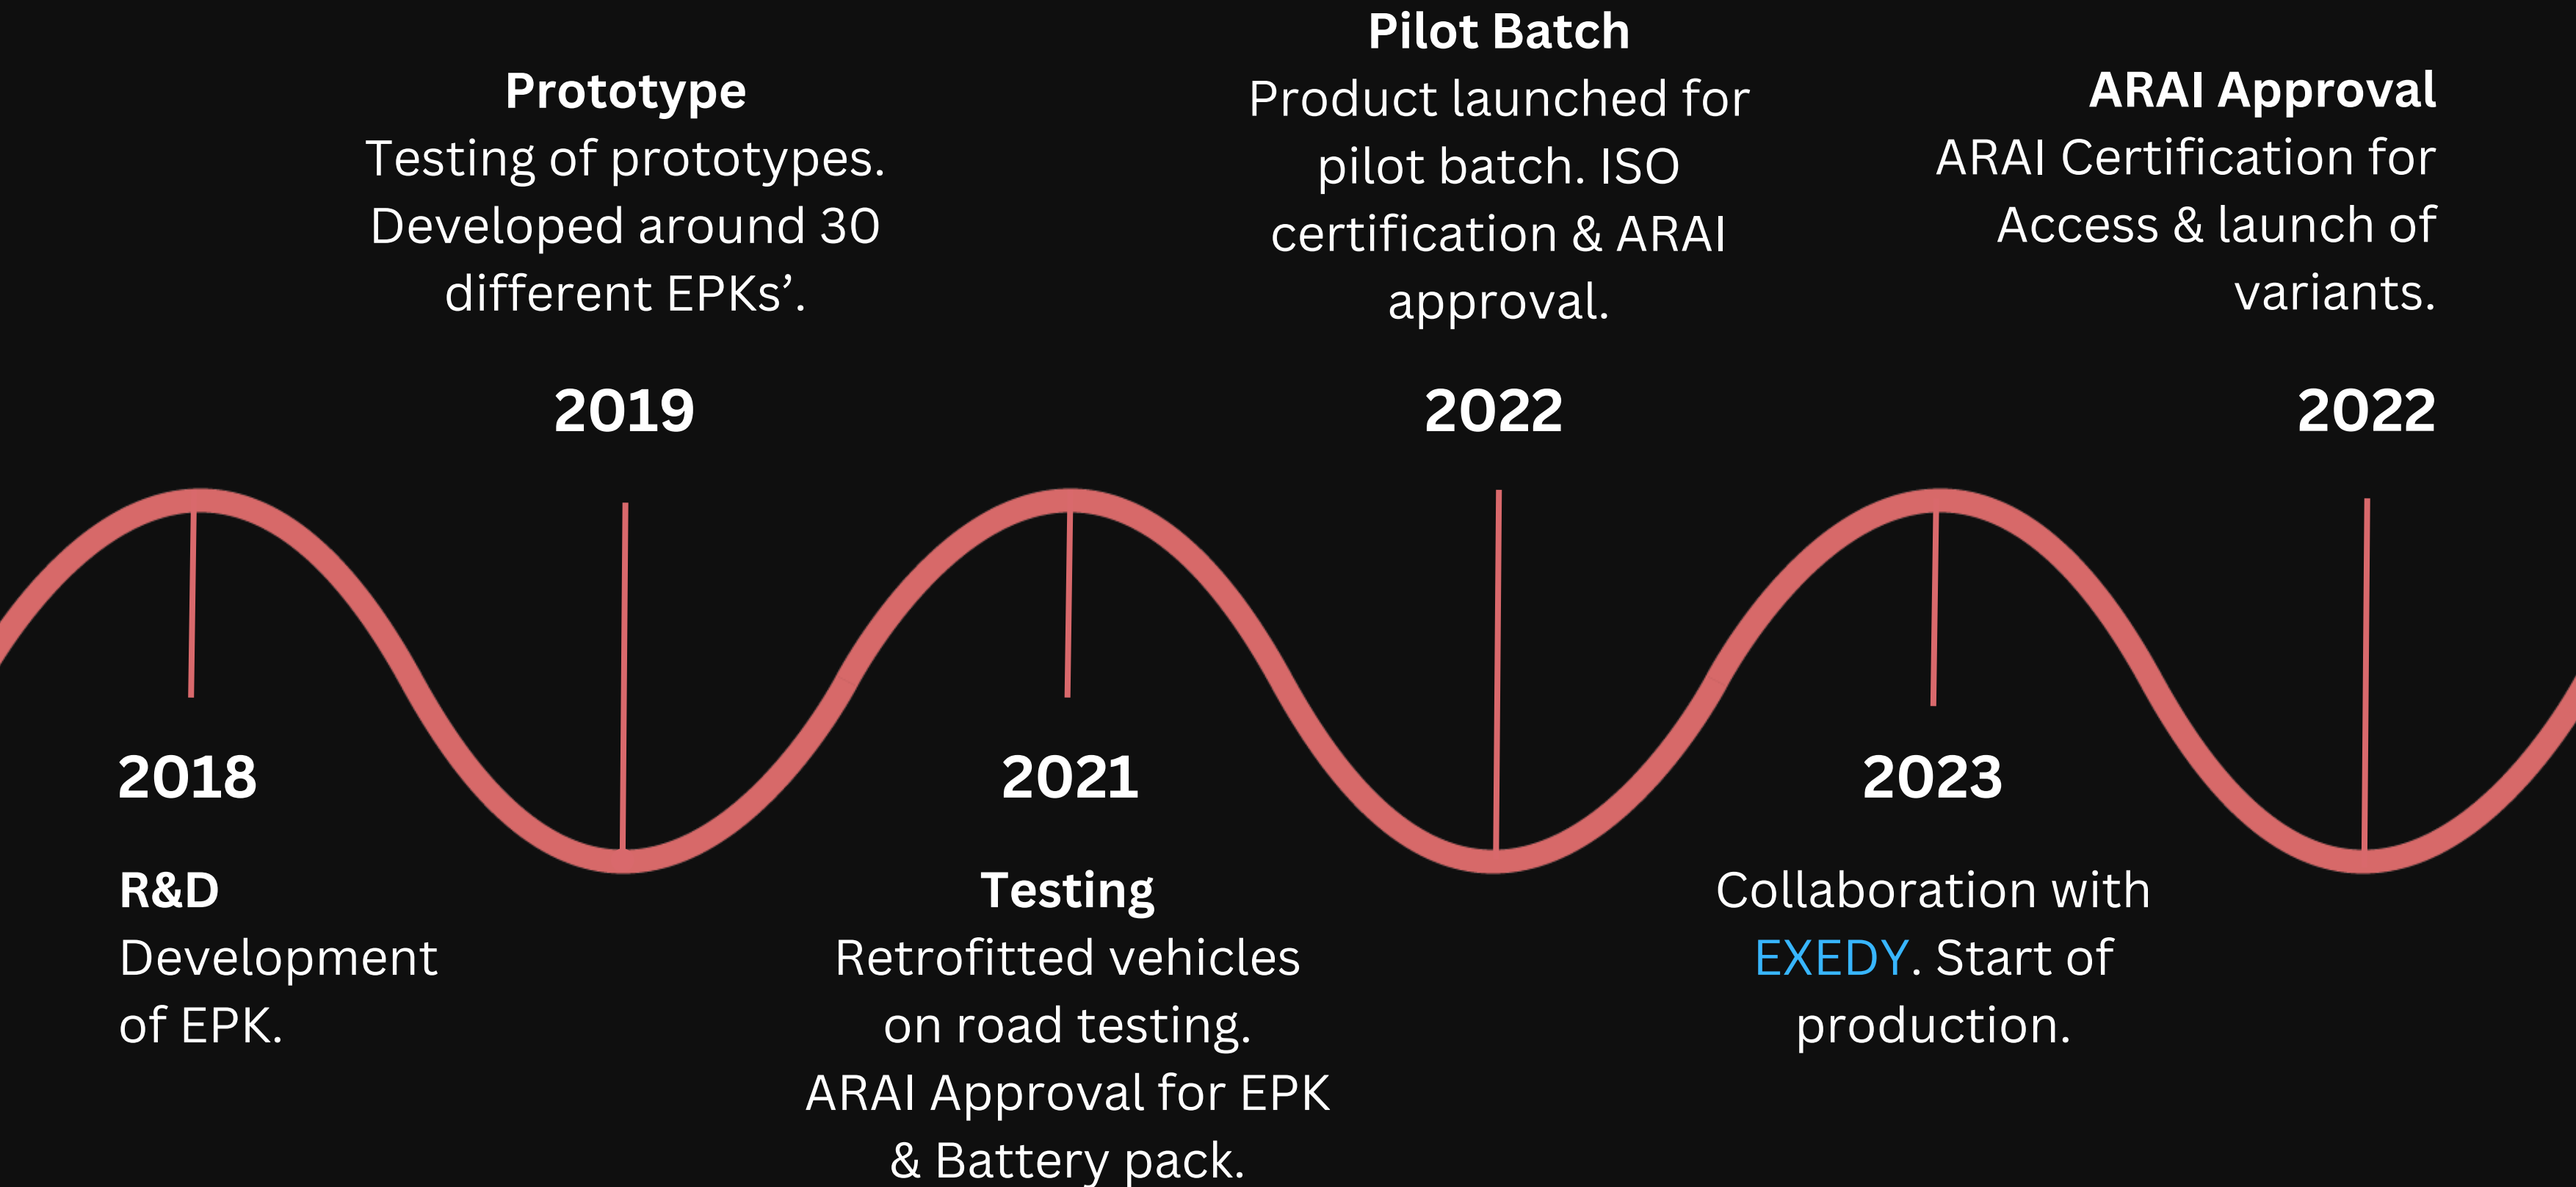 2018
R&D
Development
of EPK.
Prototype
Testing of prototypes.
Developed around 30
different EPKs’.
2019
2021
Testing
Retrofitted vehicles
on road testing.
ARAI Approval for EPK
& Battery pack.
Pilot Batch
Product launched for
pilot batch. ISO
certification & ARAI
approval.
2022
2023
Collaboration with
EXEDY. Start of
production.
ARAI Approval
ARAI Certification for
Access & launch of
variants.
2022